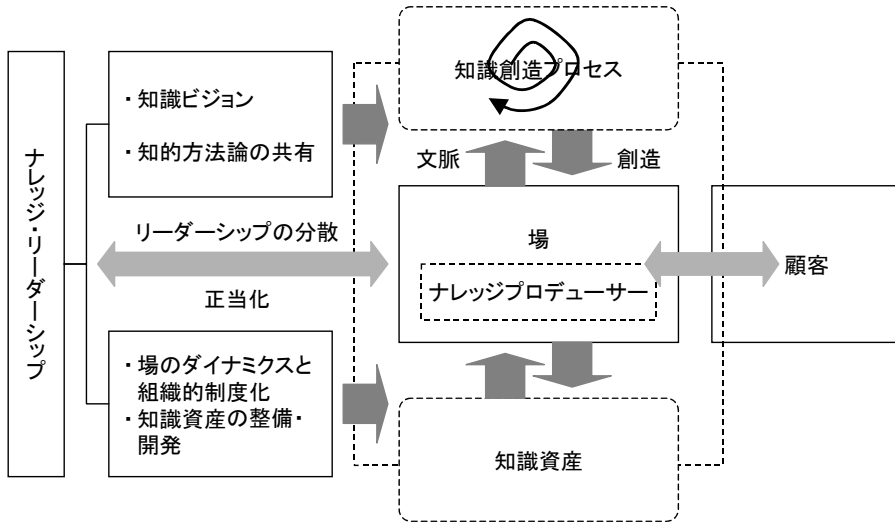 ナレッジ・リーダーシップ
・知識ビジョン
・知的方法論の共有
リーダーシップの分散
正当化
・場のダイナミクスと
組織的制度化
・知識資産の整備・
開発
知識創造プロセス
文脈
創造
場
ナレッジプロデューサー
知識資産
顧客